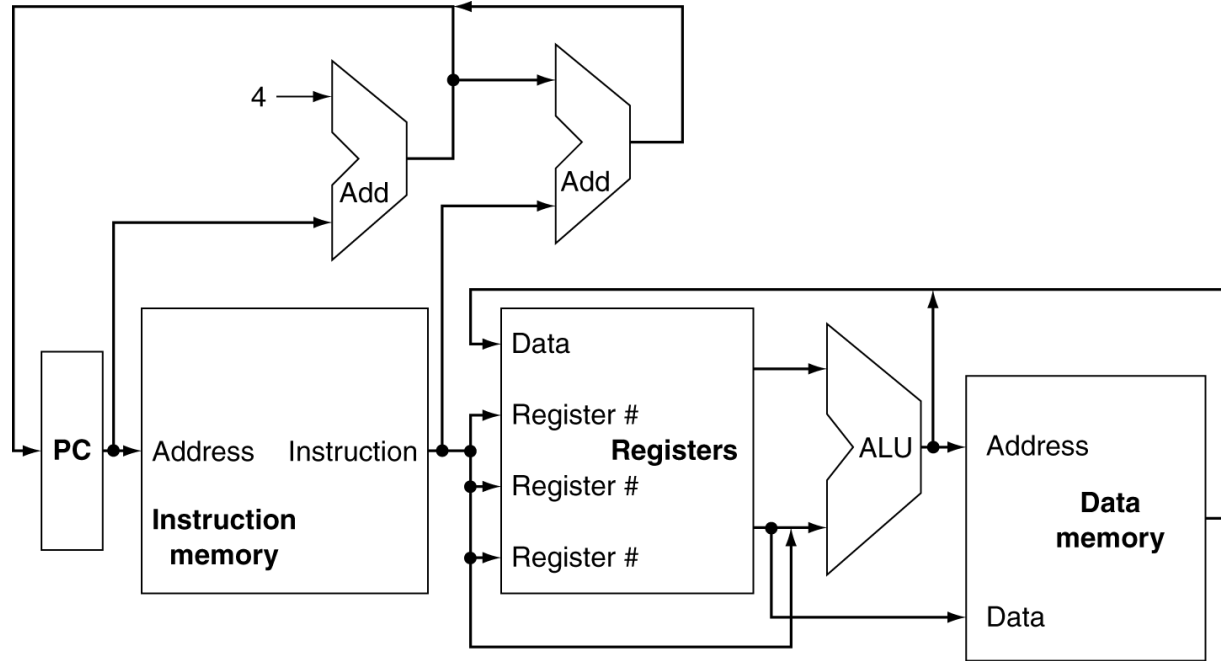 4
Add
Add
Data
Register #
PC
Address
Instruction
Registers
ALU
Address
Register #
Instruction
memory
Data
memory
Register #
Data